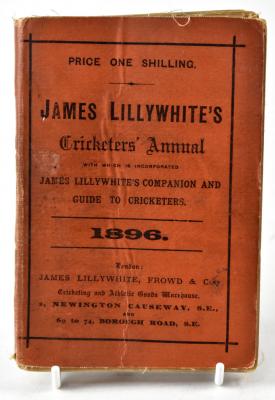 PRICE ONE SHILLING.
JAMES LILLYWHITE'S
Cricketers' Annual
WITH WHICH IS INCORPORATED
JAMES LILLYWHITE'S COMPANION AND
GUIDE TO CRICKETERS.
1896.
London:
JAMES LILLYWHITE, FROWD & Co.,
Cricketing and Athletic Goods Warehouse,
2, NEWINGTON CAUSEWAY, S.E.,
AND
69 to 74, BOROUGH ROAD, S.E.